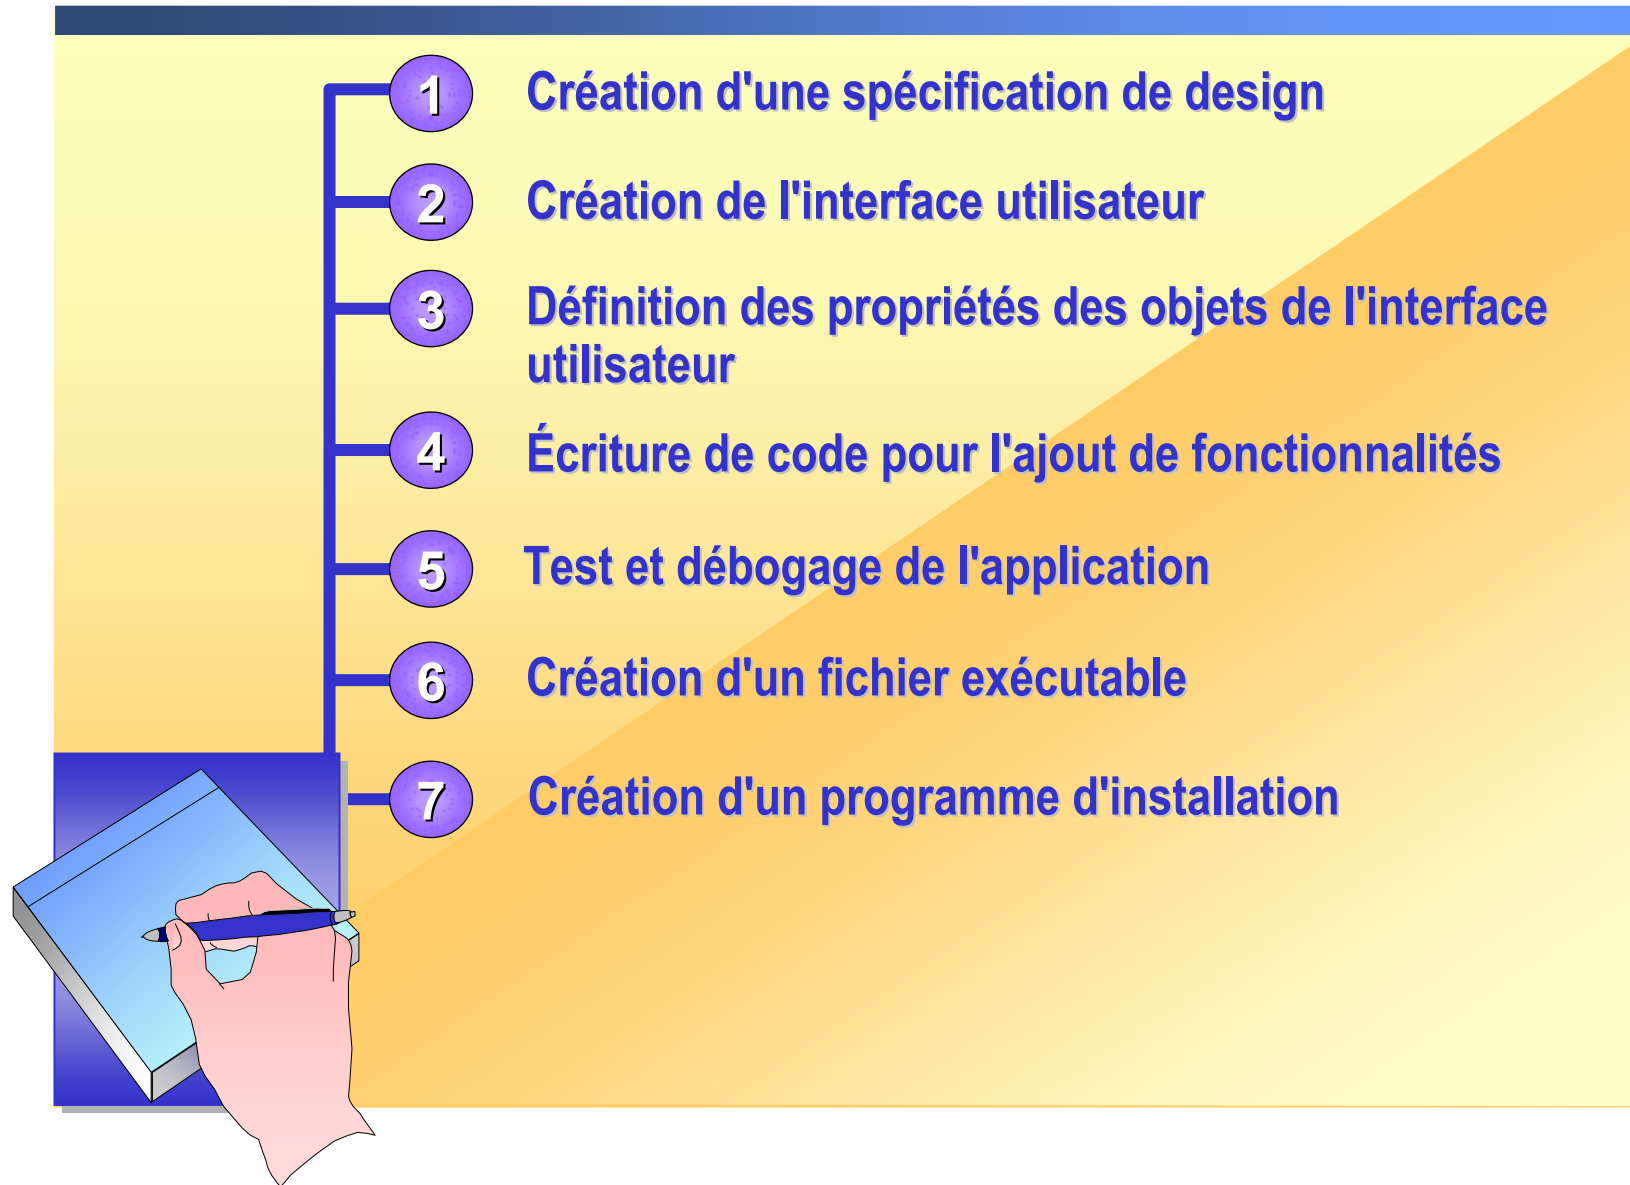 1 Création d'une spécification de design
2 Création de l'interface utilisateur
3 Définition des propriétés des objets de l'interface
utilisateur
4 Écriture de code pour l'ajout de fonctionnalités
5 Test et débogage de l'application
6 Création d'un fichier exécutable
7 Création d'un programme d'installation